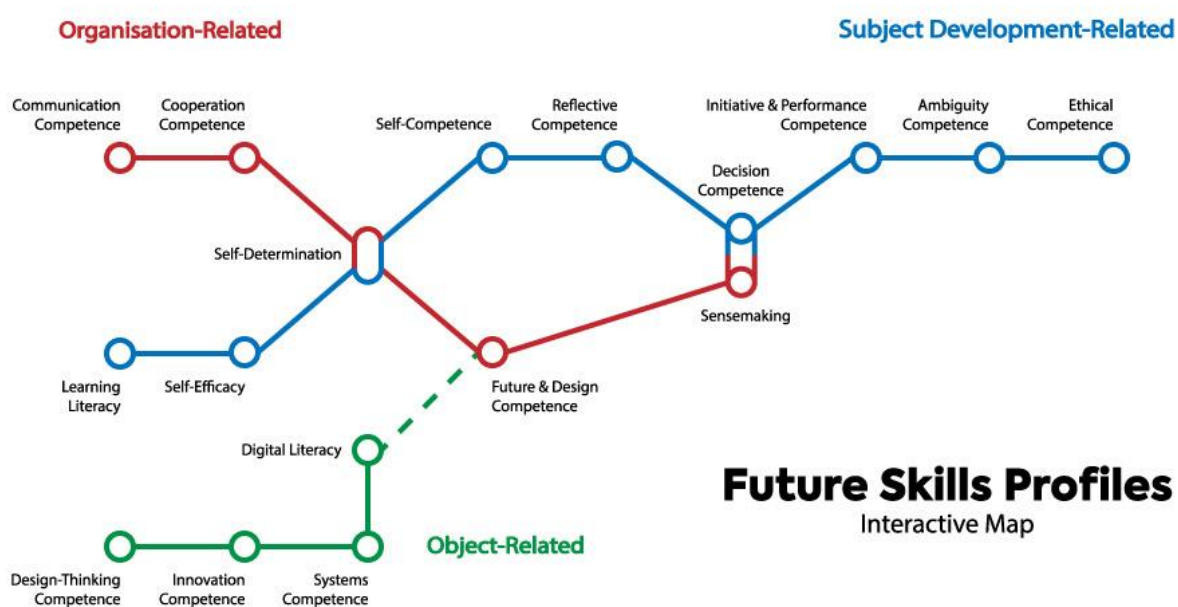 Organisation-Related
Subject Development-Related
Communication
Competence
Cooperation
Competence
Self-Competence
Reflective
Competence
Initiative & Performance
Competence
Ambiguity
Competence
Ethical
Competence
Decision
Competence
Self-Determination
Sensemaking
Learning
Literacy
Self-Efficacy
Future & Design
Competence
Digital Literacy
Future Skills Profiles
Interactive Map
Object-Related
Design-Thinking
Competence
Innovation
Competence
Systems
Competence